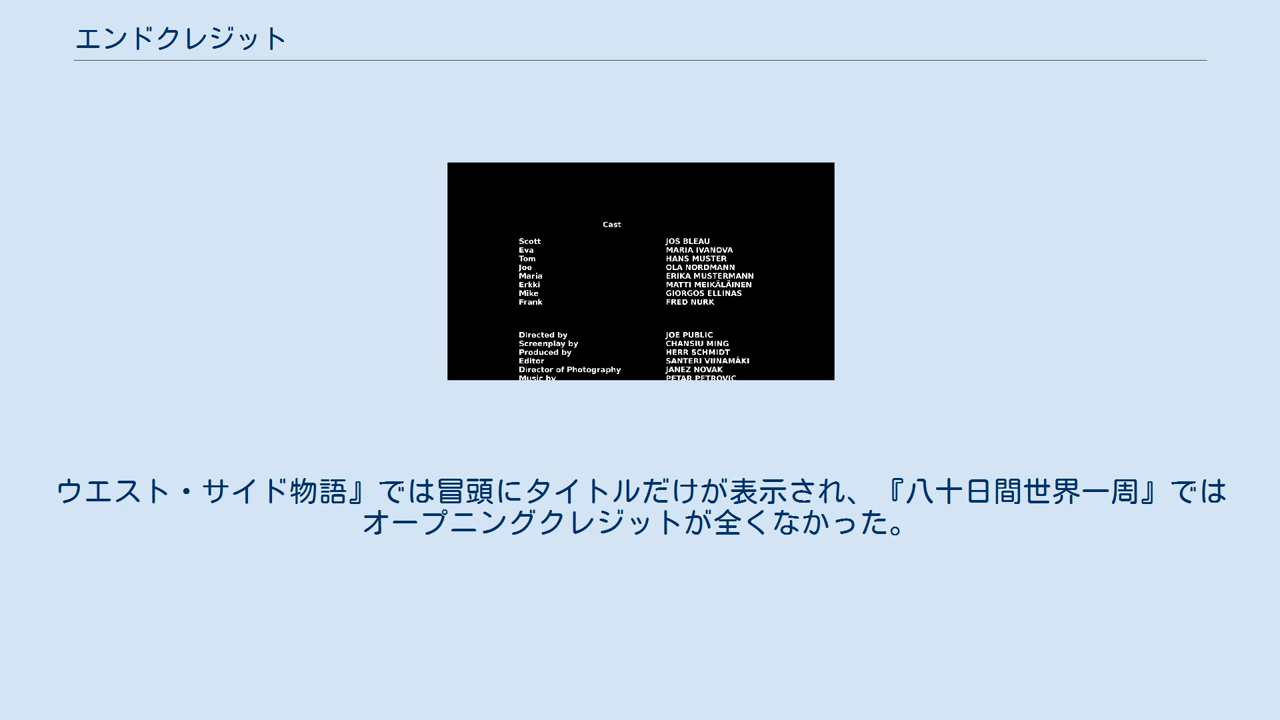 エンドクレジット
Cast
Scott JOS BLEAU
Eva MARIA IVANOVA
Tom HANS MUSTER
Joe OLA NORDMANN
Maria ERIKA MUSTERMANN
Erkki MATTI MEIKÄLÄINEN
Mike GIORGOS ELLINAS
Frank FRED NURK
Directed by JOE PUBLIC
Screenplay by CHANSIU MING
Produced by HERR SCHMIDT
Editor SANTERI VIINAMÄKI
Director of Photography JANEZ NOVAK
Music by PETAR PETROVIC
ウエスト・サイド物語』では冒頭にタイトルだけが表示され、『八十日間世界一周』では
オープニングクレジットが全くなかった。